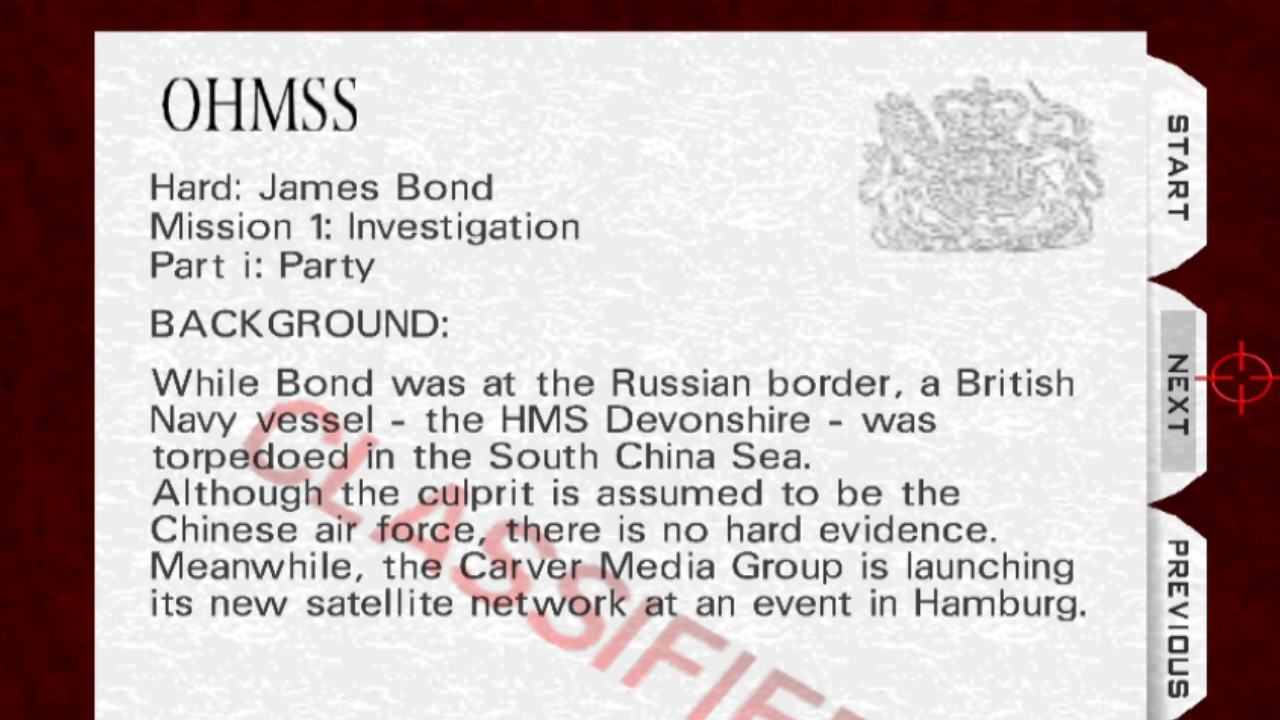 OHMSS
Hard: James Bond
Mission 1: Investigation
Part i: Party
BACKGROUND:
While Bond was at the Russian border, a British
Navy vessel - the HMS Devonshire - was
torpedoed in the South China Sea.
Although the culprit is assumed to be the
Chinese air force, there is no hard evidence.
Meanwhile, the Carver Media Group is launching
its new satellite network at an event in Hamburg.
CLASSIFIE
START
NEXT
PREVIOUS